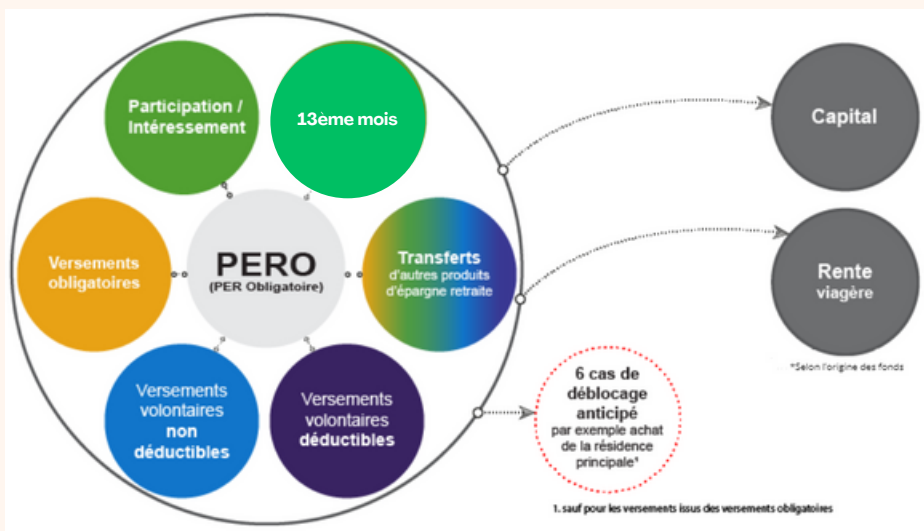 Participation /
Intéressement
13ème mois
Capital
Versements
obligatoires
PERO
(PER Obligatoire)
Transferts
d'autres produits
d'épargne retraite
Rente
viagère
*Selon l'origine des fonds
Versements
volontaires
non
déductibles
Versements
volontaires
déductibles
6 cas de
déblocage
anticipé
par exemple achat
de la résidence
principale¹
1. sauf pour les versements issus des versements obligatoires